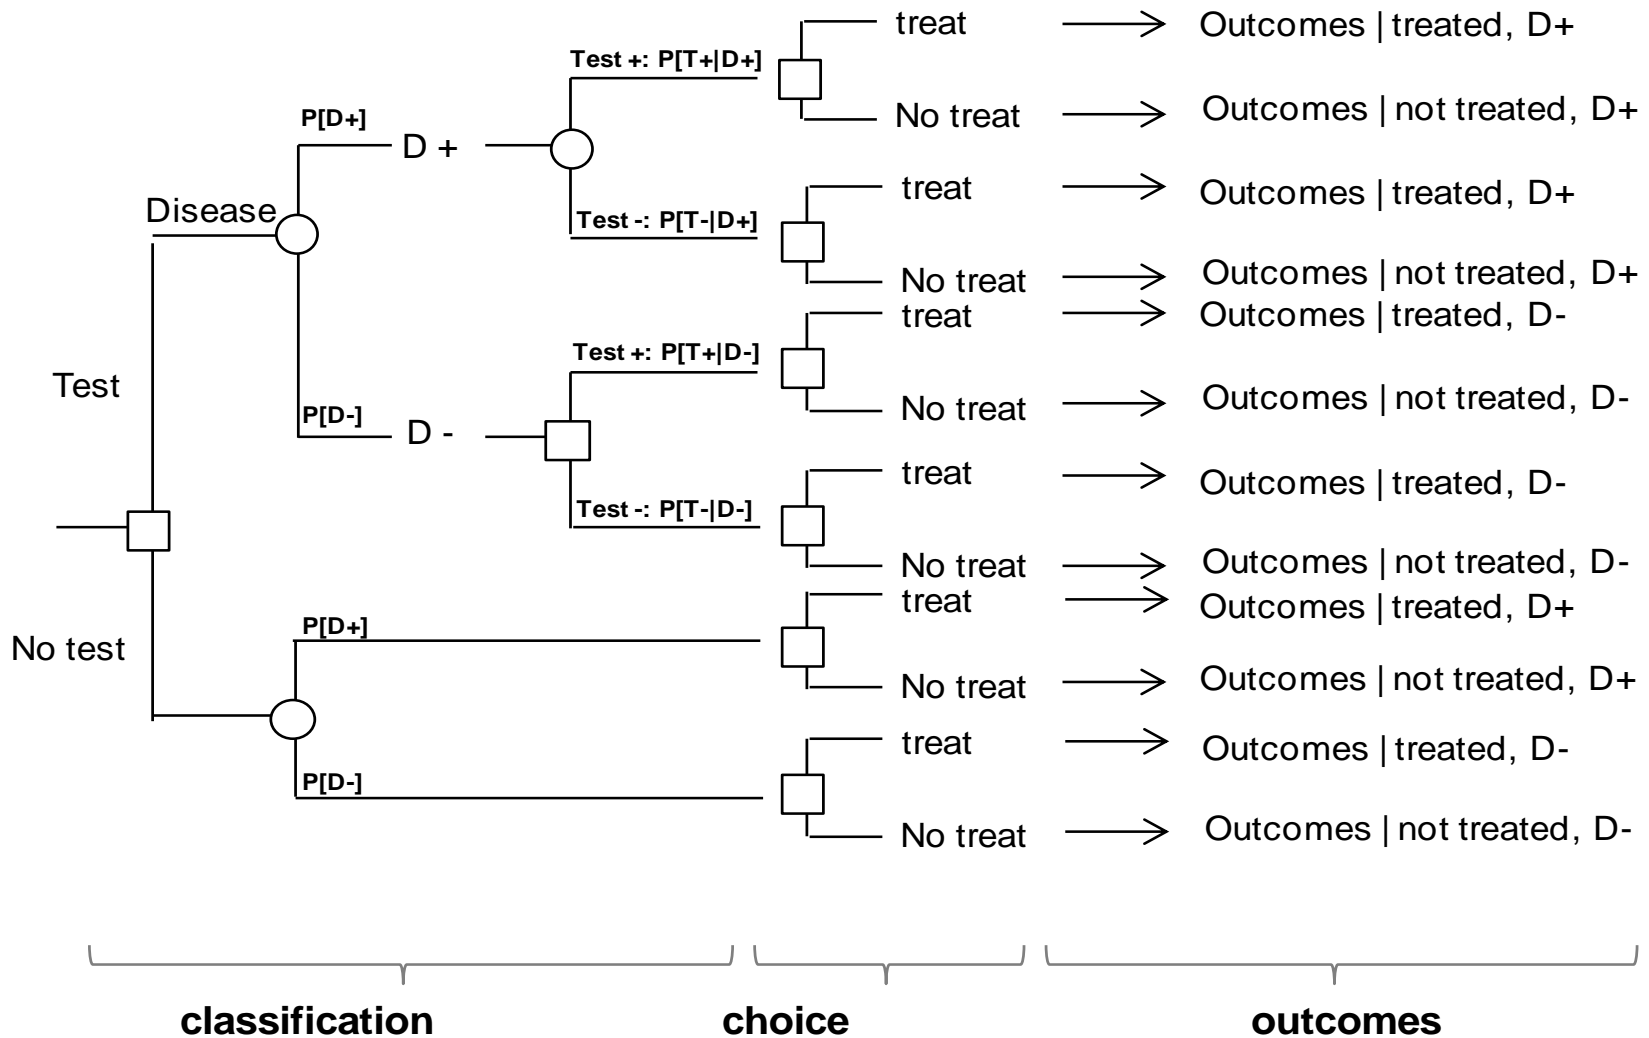 treat Outcomes | treated, D+
Test +: P[T+|D+]
P[D+] No treat Outcomes | not treated, D+
D +
treat Outcomes | treated, D+
Disease Test -: P[T-|D+]
No treat Outcomes | not treated, D+
treat Outcomes | treated, D-
Test +: P[T+|D-]
Test
No treat Outcomes | not treated, D-
P[D-] D -
treat Outcomes | treated, D-
Test -: P[T-|D-]
No treat Outcomes | not treated, D-
treat Outcomes | treated, D+
P[D+]
No test
No treat Outcomes | not treated, D+
treat Outcomes | treated, D-
P[D-]
No treat Outcomes | not treated, D-
classification choice outcomes